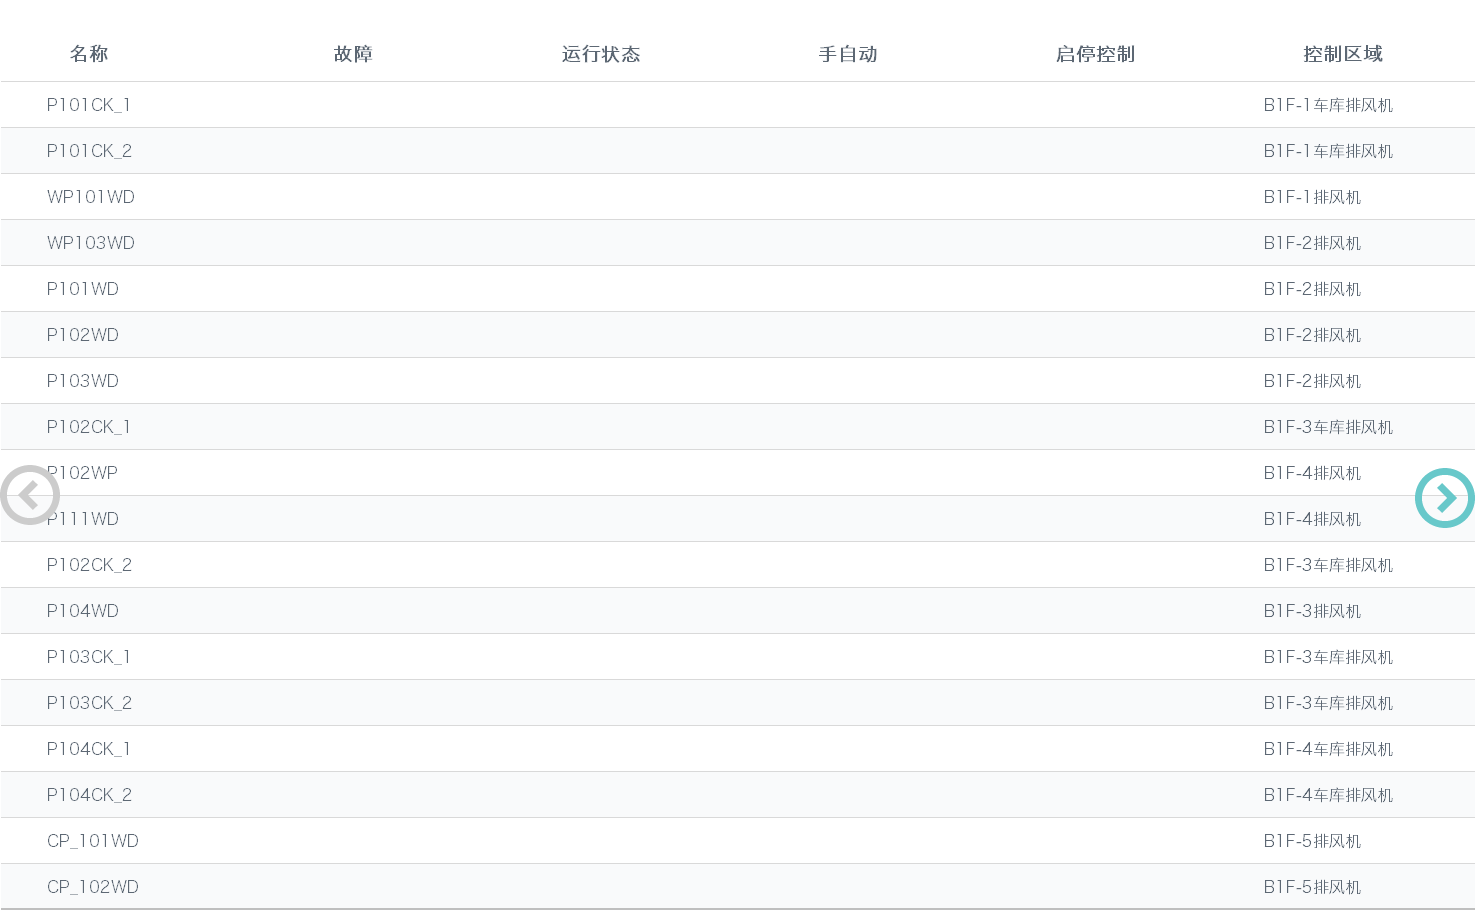 名称 故障 运行状态 手自动 启停控制 控制区域
P101CK_1 B1F-1车库排风机
P101CK_2 B1F-1车库排风机
WP101WD B1F-1排风机
WP103WD B1F-2排风机
P101WD B1F-2排风机
P102WD B1F-2排风机
P103WD B1F-2排风机
P102CK_1 B1F-3车库排风机
P102WP B1F-4排风机
P111WD B1F-4排风机
P102CK_2 B1F-3车库排风机
P104WD B1F-3排风机
P103CK_1 B1F-3车库排风机
P103CK_2 B1F-3车库排风机
P104CK_1 B1F-4车库排风机
P104CK_2 B1F-4车库排风机
CP_101WD B1F-5排风机
CP_102WD B1F-5排风机